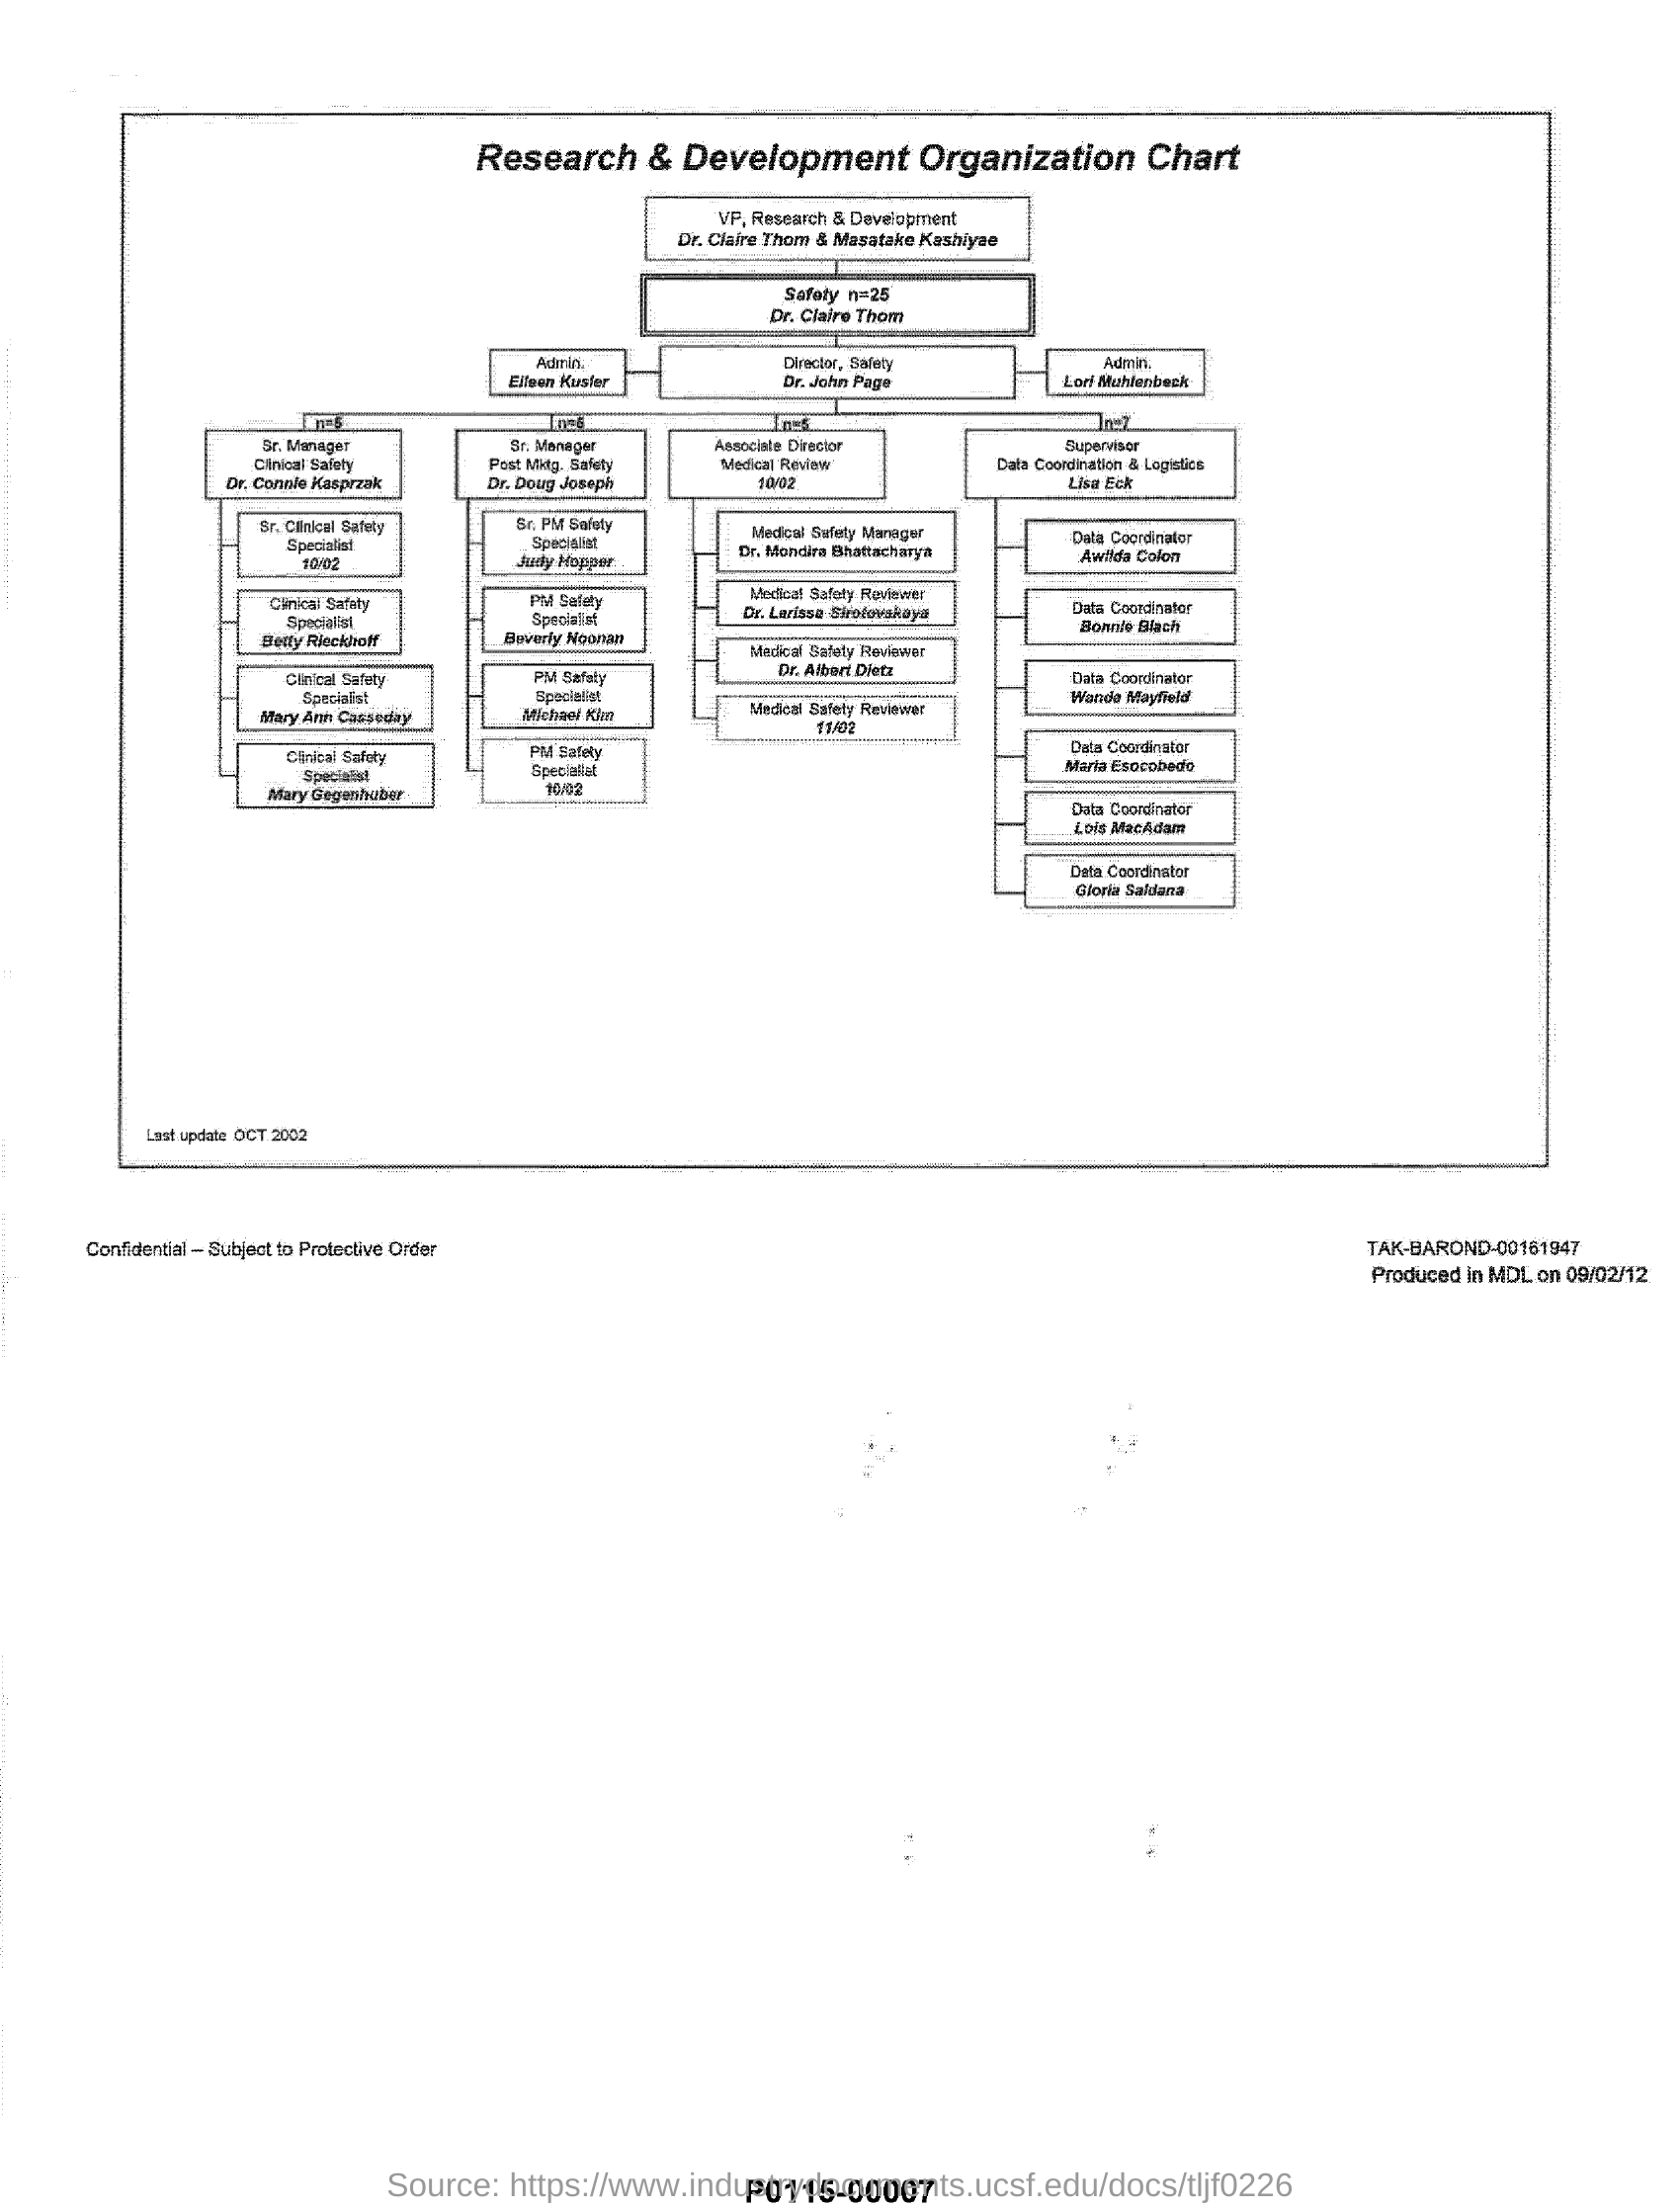 Research & Development Organization Chart
VP, Research & Development
Dr. Claire Thom & Masatake Kashiyae
Safety n=25
Dr. Claire Thom
Admin.
Eileen Kusler
Director, Safety
Dr. John Page
Admin.
Lori Muhlenbeck
n=5
Sr. Manager
Clinical Safety
Dr. Connie Kasprzak
Sr. Clinical Safety
Specialist
10/02
Clinical Safety
Specialist
Betty Rieckhoff
Clinical Safety
Specialist
Mary Ann Casseday
Clinical Safety
Specialist
Mary Gegenhuber
Sr. Manager
Post Mktg. Safety
Dr. Doug Joseph
Sr. PM Safety
Specialist
Judy Hopper
PM Safety
Specialist
Beverly Noonan
PM Safety
Specialist
Michael Kim
PM Safety
Specialist
10/02
n=5
Associate Director
Medical Review
10/02
Medical Safety Manager
Dr. Mondira Bhattacharya
Medical Safety Reviewer
Dr. Larissa Sirotovskaya
Medical Safety Reviewer
Dr. Albert Dietz
Medical Safety Reviewer
11/02
n=7
Supervisor
Data Coordination & Logistics
Lisa Eck
Data Coordinator
Awilda Colon
Data Coordinator
Bonnie Blach
Data Coordinator
Wanda Mayfield
Data Coordinator
Maria Esocobedo
Data Coordinator
Lois MacAdam
Data Coordinator
Gloria Saldana
Last update OCT 2002
Confidential – Subject to Protective Order
TAK-BAROND-00161947
Produced in MDL on 09/02/12
Source: https://www.industrydocuments.ucsf.edu/docs/tljf0226
P0115-00007